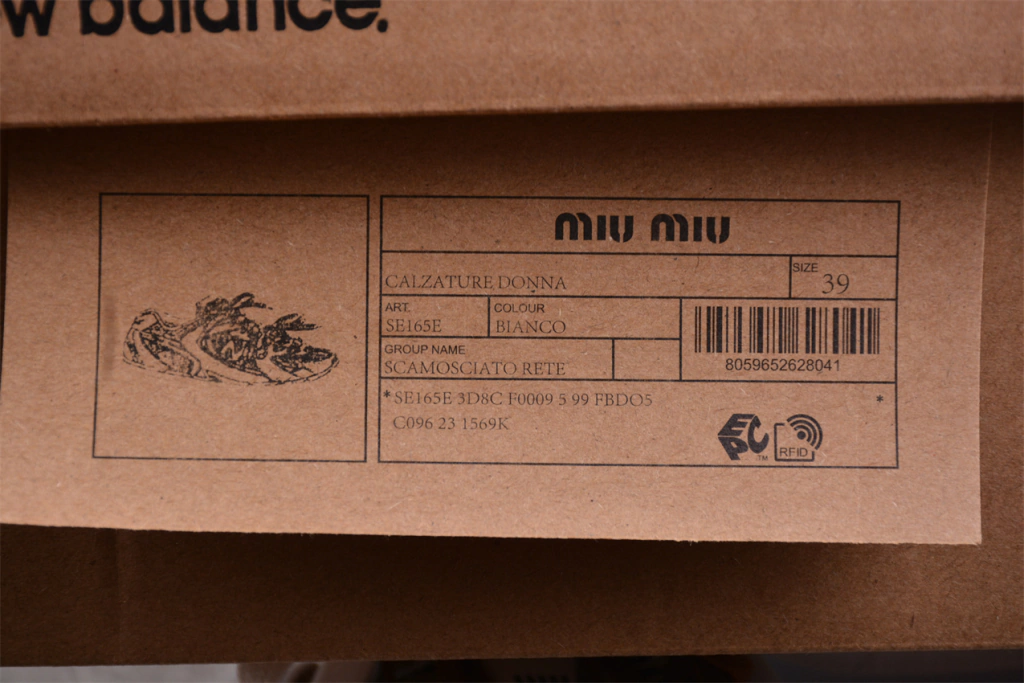 balance.
miu miu
CALZATURE DONNA
SIZE
39
ART.
SE165E
COLOUR
BIANCO
GROUP NAME
SCAMOSCIATO RETE
8059652628041
* SE165E 3D8C F0009 5 99 FBDO5 *
C096 23 1569K
EPC TM
RFID